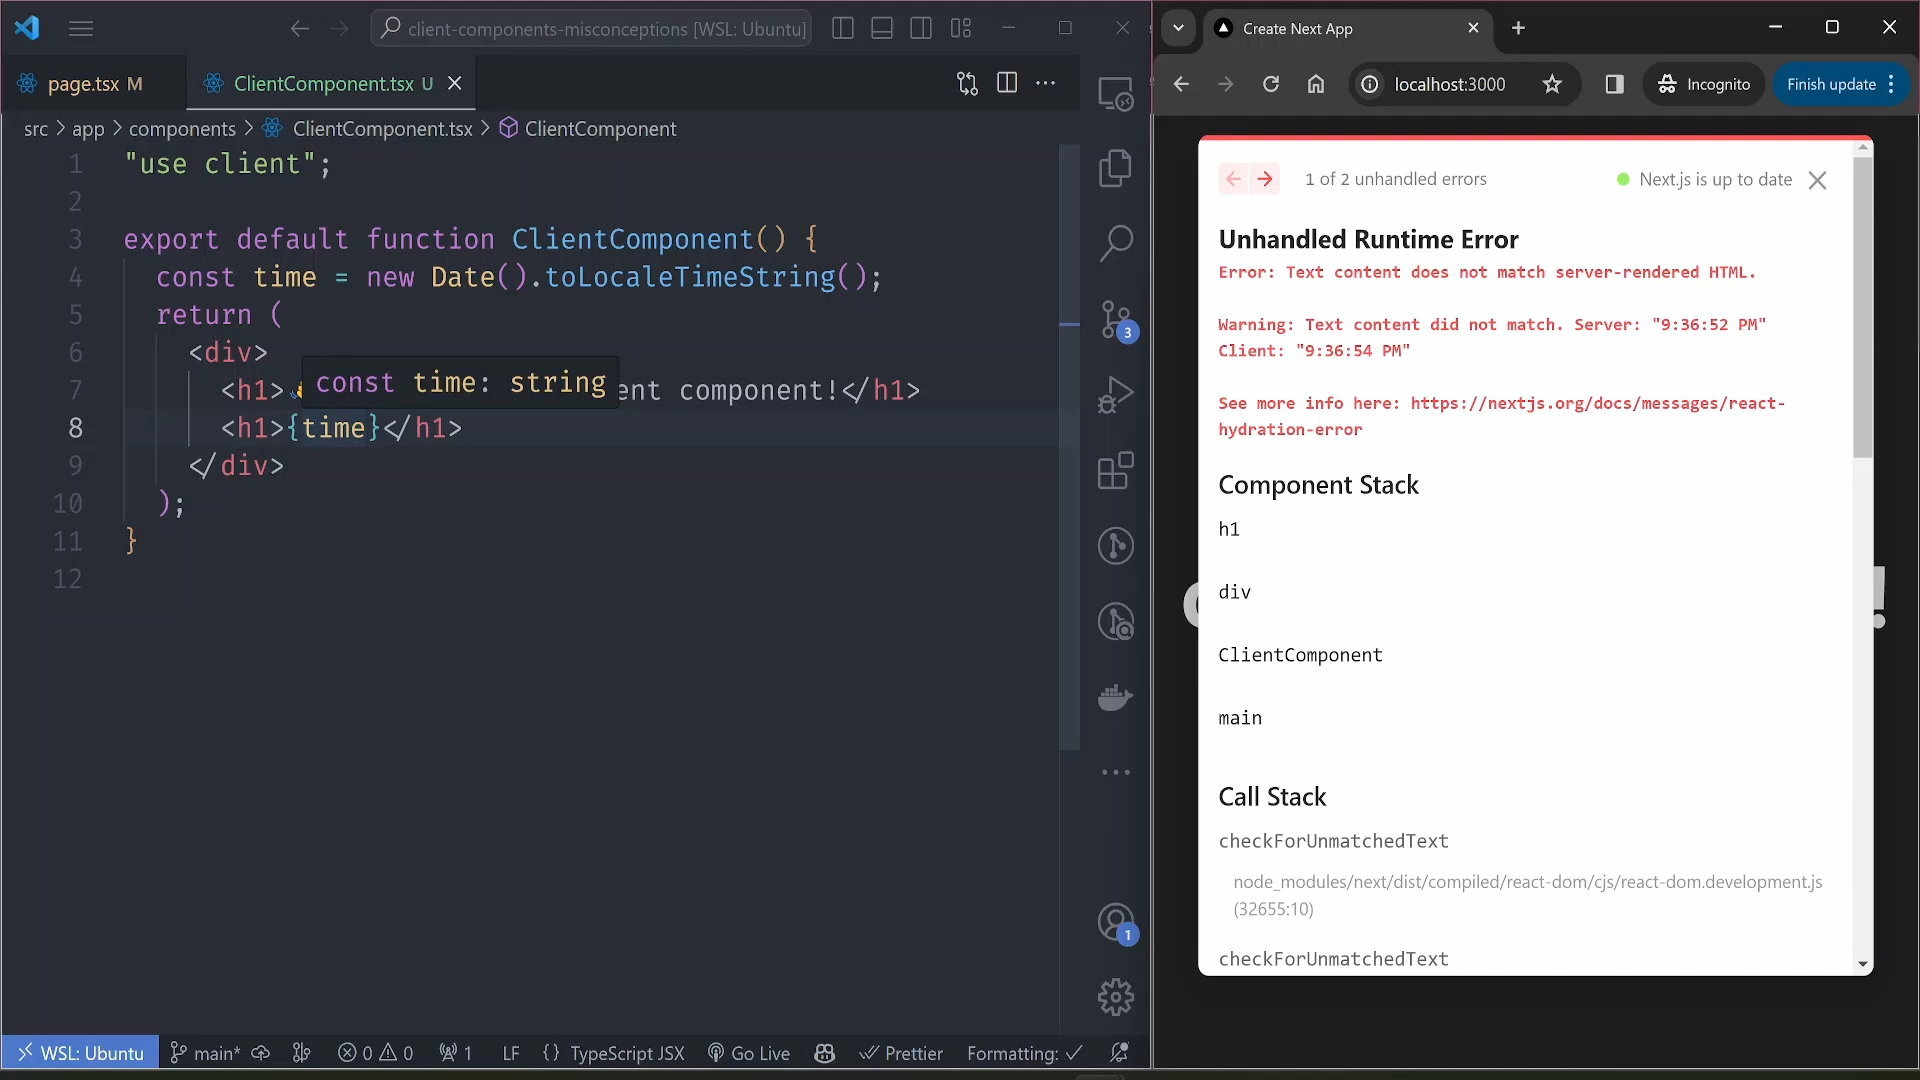 client-components-misconceptions [WSL: Ubuntu]
page.tsx M
ClientComponent.tsx U
src > app > components > ClientComponent.tsx > ClientComponent
1 "use client";
2
3 export default function ClientComponent() {
4 const time = new Date().toLocaleTimeString();
5 return (
6 <div>
const time: string
7 <h1> ent component!</h1>
8 <h1>{time}</h1>
9 </div>
10 );
11 }
12
3
1
WSL: Ubuntu main* 0 0 1 LF {} TypeScript JSX Go Live Prettier Formatting: ✓
Create Next App
localhost:3000
Incognito
Finish update
1 of 2 unhandled errors
Next.js is up to date
Unhandled Runtime Error
Error: Text content does not match server-rendered HTML.
Warning: Text content did not match. Server: "9:36:52 PM"
Client: "9:36:54 PM"
See more info here: https://nextjs.org/docs/messages/react-
hydration-error
Component Stack
h1
div
ClientComponent
main
Call Stack
checkForUnmatchedText
node_modules/next/dist/compiled/react-dom/cjs/react-dom.development.js
(32655:10)
checkForUnmatchedText
!